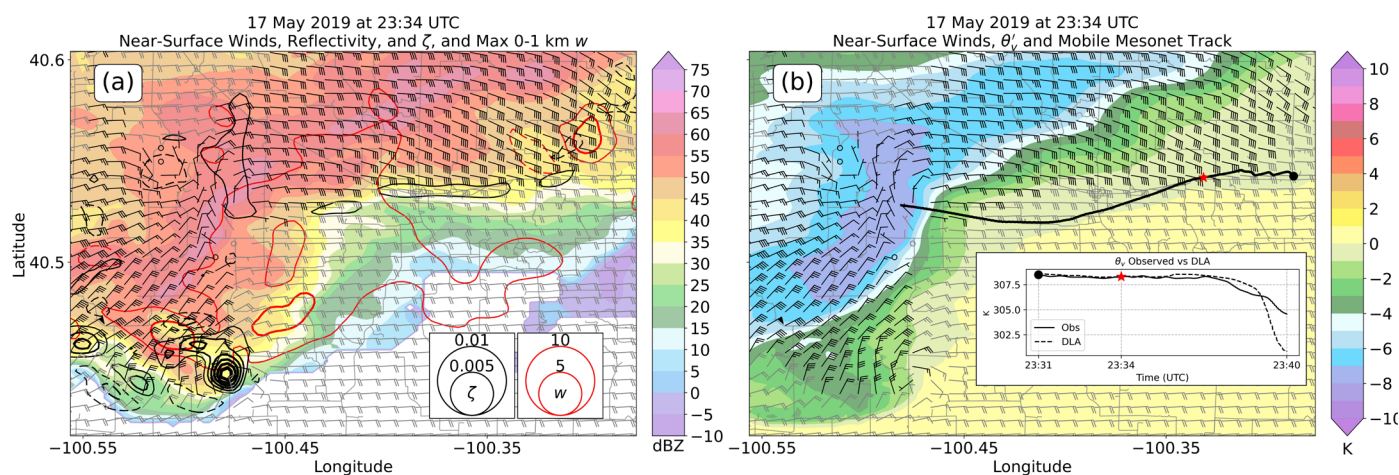 17 May 2019 at 23:34 UTC
Near-Surface Winds, Reflectivity, and ζ, and Max 0-1 km w
(a)
40.6
40.5
Latitude
−100.55
−100.45
−100.35
Longitude
0.01
0.005
ζ
10
5
w
75
70
65
60
55
50
45
40
35
30
25
20
15
10
5
0
−5
−10
dBZ
17 May 2019 at 23:34 UTC
Near-Surface Winds, θ′v and Mobile Mesonet Track
(b)
θv Observed vs DLA
307.5
305.0
302.5
K
Obs
DLA
23:31
23:34
23:40
Time (UTC)
−100.55
−100.45
−100.35
Longitude
10
8
6
4
2
0
−2
−4
−6
−8
−10
K